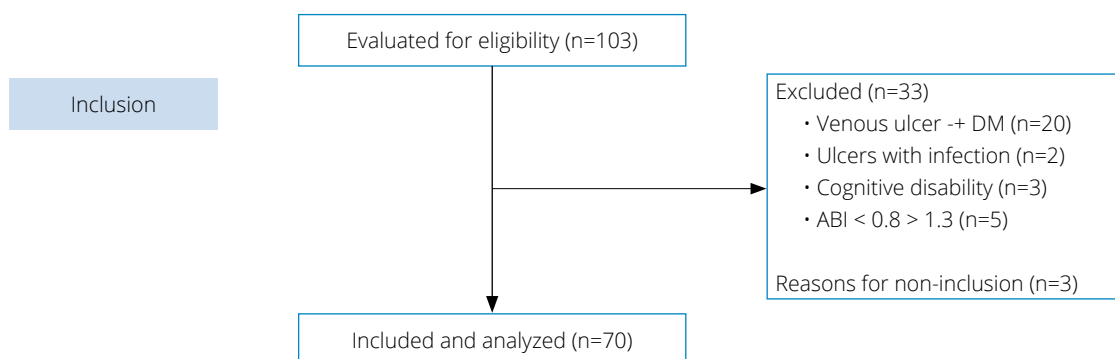 Evaluated for eligibility (n=103)
Inclusion
Excluded (n=33)
• Venous ulcer -+ DM (n=20)
• Ulcers with infection (n=2)
• Cognitive disability (n=3)
• ABI < 0.8 > 1.3 (n=5)
Reasons for non-inclusion (n=3)
Included and analyzed (n=70)